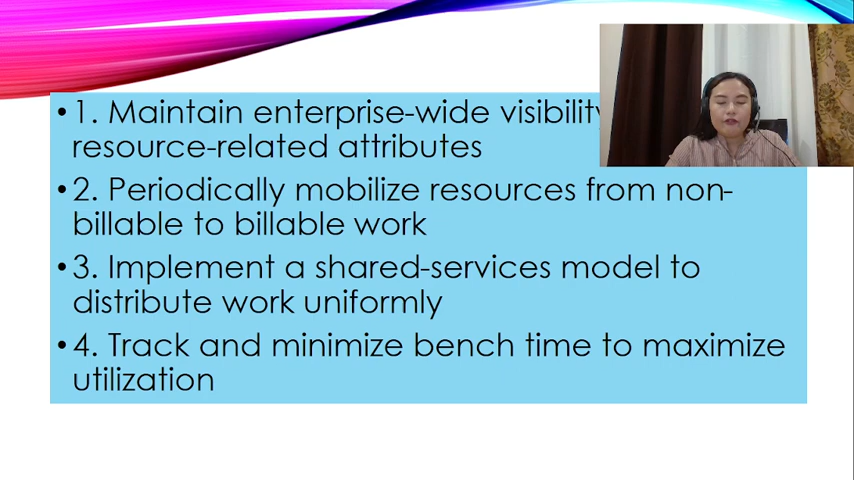 • 1. Maintain enterprise-wide visibility
resource-related attributes
• 2. Periodically mobilize resources from non-
billable to billable work
• 3. Implement a shared-services model to
distribute work uniformly
• 4. Track and minimize bench time to maximize
utilization